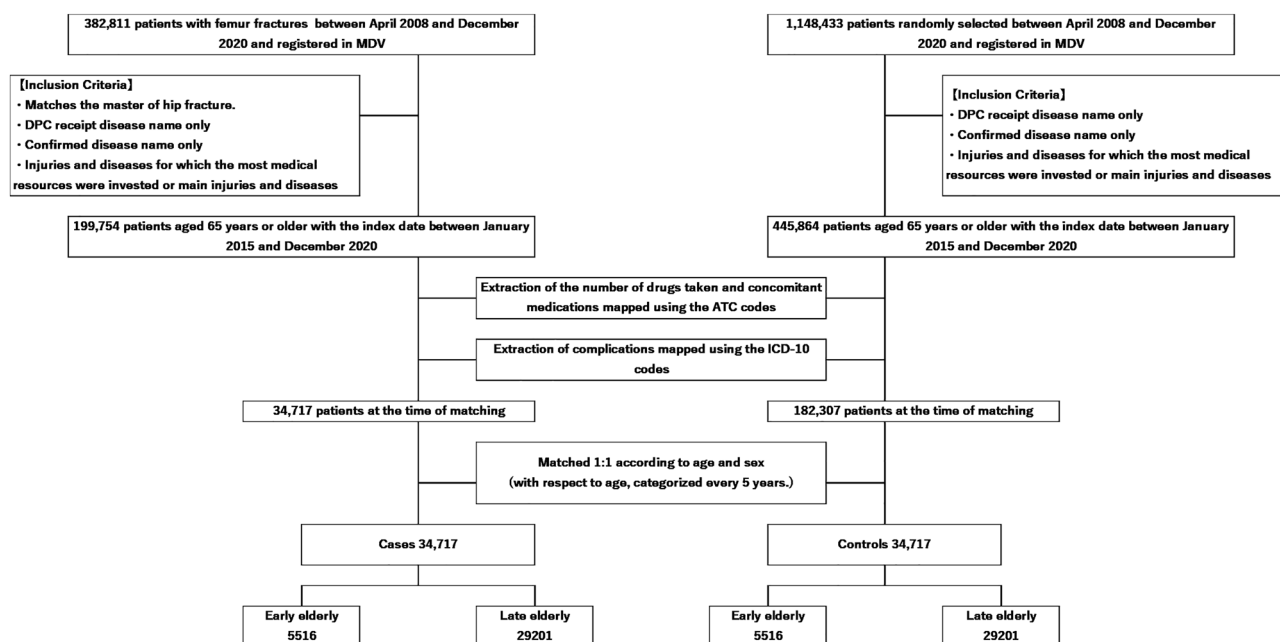 382,811 patients with femur fractures between April 2008 and December
2020 and registered in MDV
1,148,433 patients randomly selected between April 2008 and December
2020 and registered in MDV
【Inclusion Criteria】
・Matches the master of hip fracture.
・DPC receipt disease name only
・Confirmed disease name only
・Injuries and diseases for which the most medical
resources were invested or main injuries and diseases
【Inclusion Criteria】
・DPC receipt disease name only
・Confirmed disease name only
・Injuries and diseases for which the most medical
resources were invested or main injuries and diseases
199,754 patients aged 65 years or older with the index date between January
2015 and December 2020
445,864 patients aged 65 years or older with the index date between January
2015 and December 2020
Extraction of the number of drugs taken and concomitant
medications mapped using the ATC codes
Extraction of complications mapped using the ICD-10
codes
34,717 patients at the time of matching
182,307 patients at the time of matching
Matched 1:1 according to age and sex
(with respect to age, categorized every 5 years.)
Cases 34,717
Controls 34,717
Early elderly
5516
Late elderly
29201
Early elderly
5516
Late elderly
29201